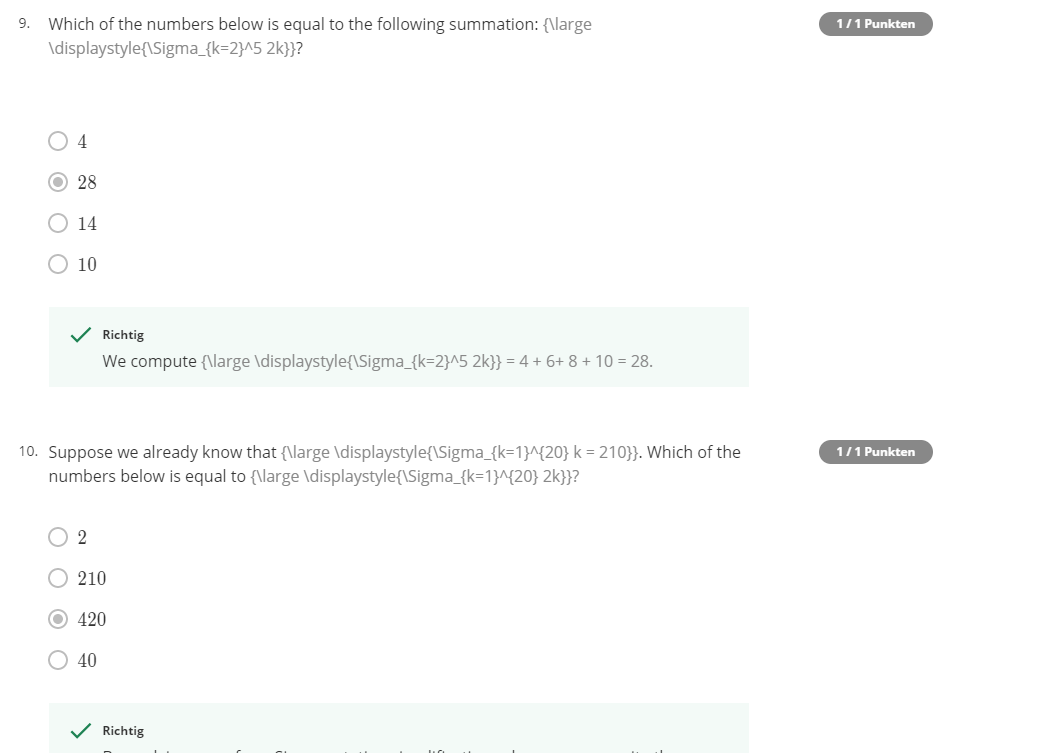 9. Which of the numbers below is equal to the following summation: {\large
\displaystyle{\Sigma_{k=2}^5 2k}}?
1 / 1 Punkten
4
28
14
10
Richtig
We compute {\large \displaystyle{\Sigma_{k=2}^5 2k}} = 4 + 6+ 8 + 10 = 28.
10. Suppose we already know that {\large \displaystyle{\Sigma_{k=1}^{20} k = 210}}. Which of the
numbers below is equal to {\large \displaystyle{\Sigma_{k=1}^{20} 2k}}?
1 / 1 Punkten
2
210
420
40
Richtig